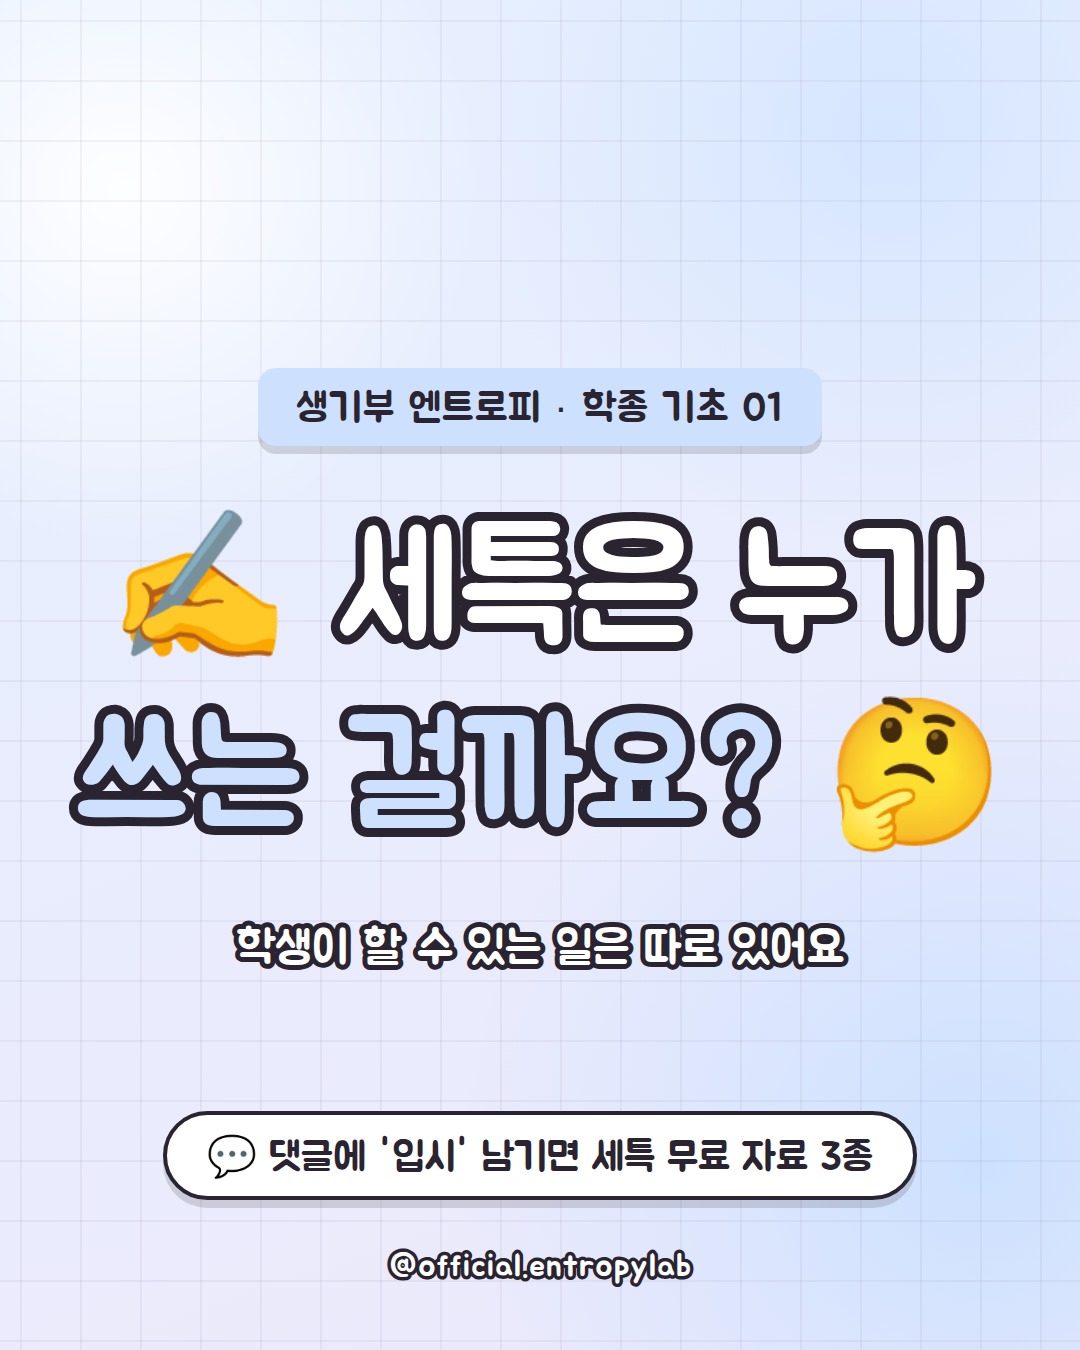 생기부 엔트로피 · 학종 기초 01
✍️ 세특은 누가
쓰는 걸까요? 🤔
학생이 할 수 있는 일은 따로 있어요
💬 댓글에 '입시' 남기면 세특 무료 자료 3종
@official.entropylab